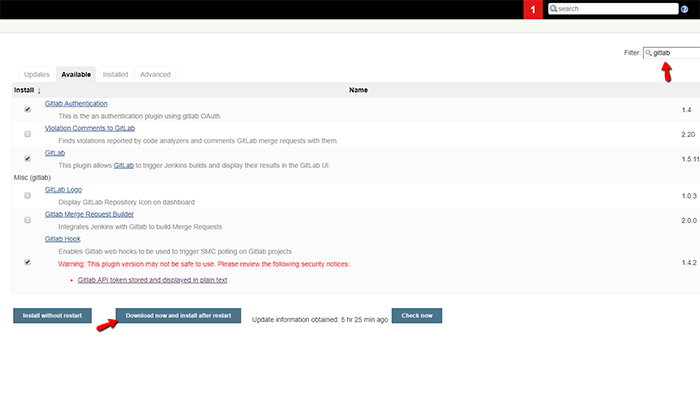 1 search
Filter: gitlab
Updates Available Installed Advanced
Install ↓ Name
Gitlab Authentication
This is the an authentication plugin using gitlab OAuth.
1.4
Violation Comments to GitLab
Finds violations reported by code analyzers and comments GitLab merge requests with them.
2.20
GitLab
This plugin allows GitLab to trigger Jenkins builds and display their results in the GitLab UI.
1.5.11
Misc (gitlab)
GitLab Logo
Display GitLab Repository Icon on dashboard
1.0.3
Gitlab Merge Request Builder
Integrates Jenkins with Gitlab to build Merge Requests
2.0.0
Gitlab Hook
Enables Gitlab web hooks to be used to trigger SMC polling on Gitlab projects
Warning: This plugin version may not be safe to use. Please review the following security notices:
1.4.2
• Gitlab API token stored and displayed in plain text
Install without restart Download now and install after restart Update information obtained: 5 hr 25 min ago Check now